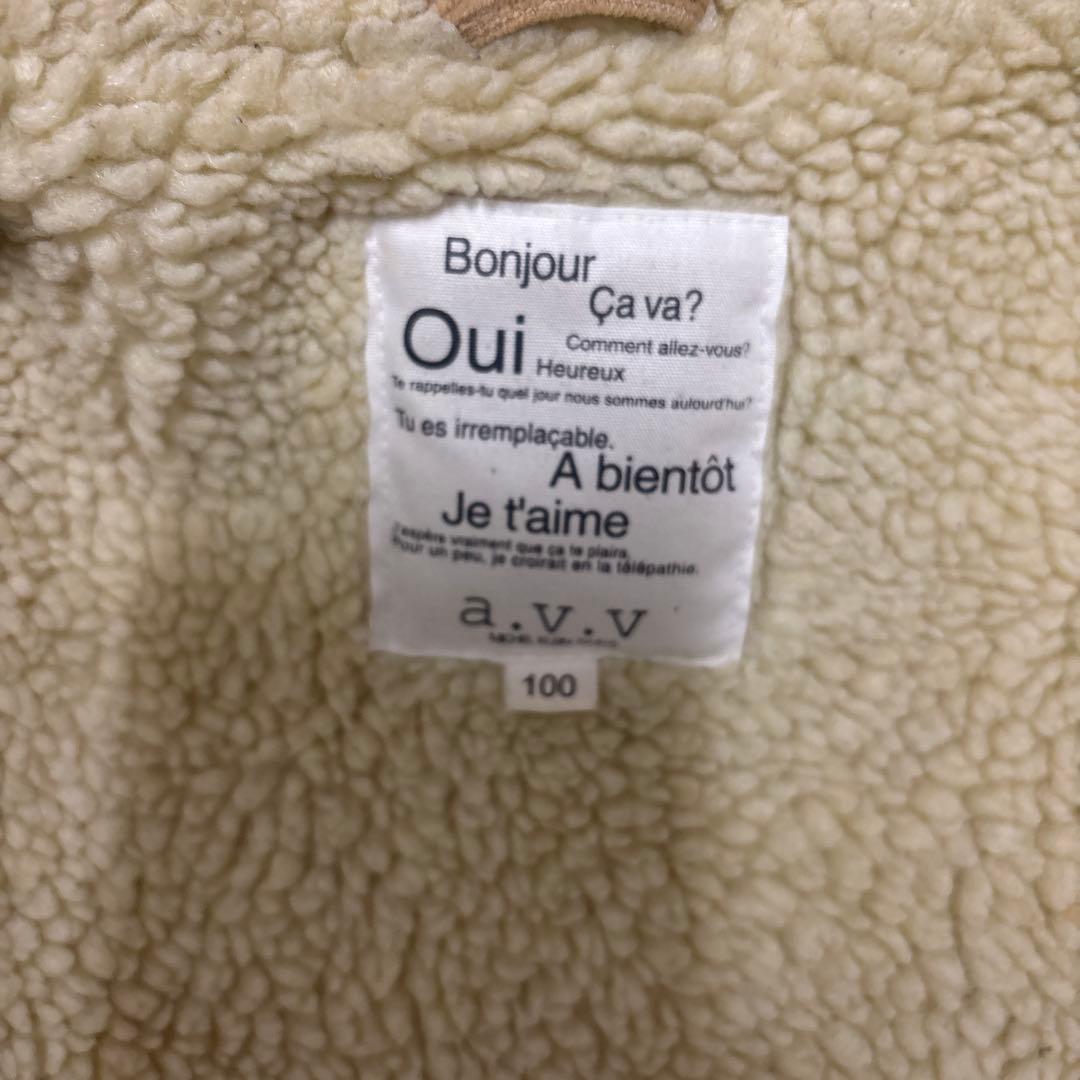 Bonjour
Ça va?
Oui
Comment allez-vous?
Heureux
Te rappelles-tu quel jour nous sommes aulourd'hui?
Tu es irremplaçable.
A bientôt
Je t'aime
J'espère vraiment que ça te plaira.
Pour un peu, je croirait en la télépathie.
a.v.v
100